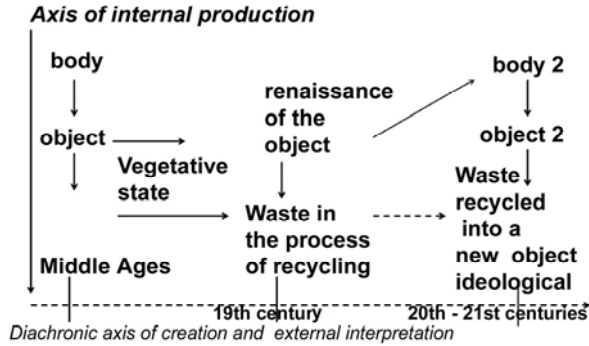 Axis of internal production
body
object
Vegetative
state
Middle Ages
renaissance
of the
object
Waste in
the process
of recycling
19th century
body 2
object 2
Waste
recycled
into a
new object
ideological
20th - 21st centuries
Diachronic axis of creation and external interpretation